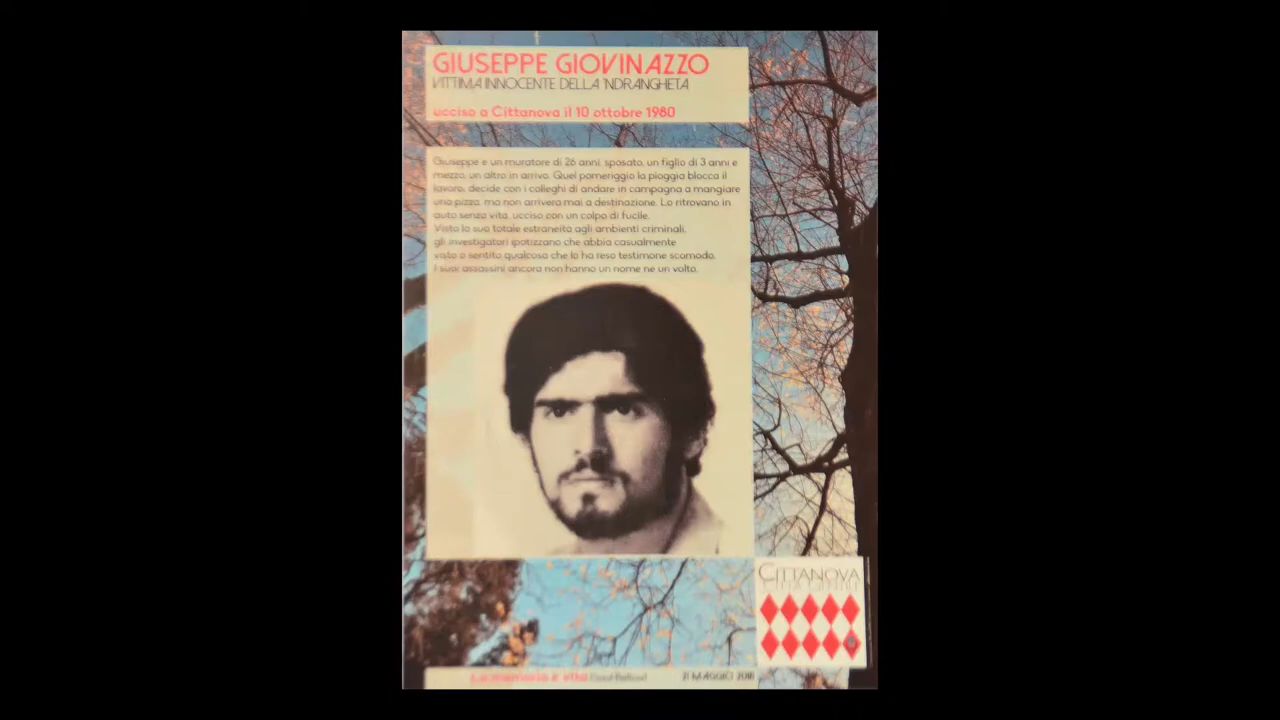 GIUSEPPE GIOVINAZZO
VITTIMA INNOCENTE DELLA 'NDRANGHETA
ucciso a Cittanova il 10 ottobre 1980
Giuseppe e un muratore di 26 anni, sposato, un figlio di 3 anni e
mezzo, un altro in arrivo. Quel pomeriggio la pioggia blocca il
lavoro, decide con i colleghi di andare in campagna a mangiare
una pizza, ma non arrivera mai a destinazione. Lo ritrovano in
auto senza vita, ucciso con un colpo di fucile.
Vista la sua totale estraneita agli ambienti criminali,
gli investigatori ipotizzano che abbia casualmente
visto o sentito qualcosa che lo ha reso testimone scomodo.
I suoi assassini ancora non hanno un nome ne un volto.
CITTANOVA
La memoria è vita
21 MAGGIO 2018